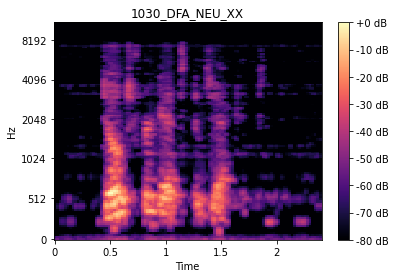 1030_DFA_NEU_XX
8192
4096
2048
1024
512
0
Hz
0
0.5
1
1.5
2
Time
+0 dB
-10 dB
-20 dB
-30 dB
-40 dB
-50 dB
-60 dB
-70 dB
-80 dB